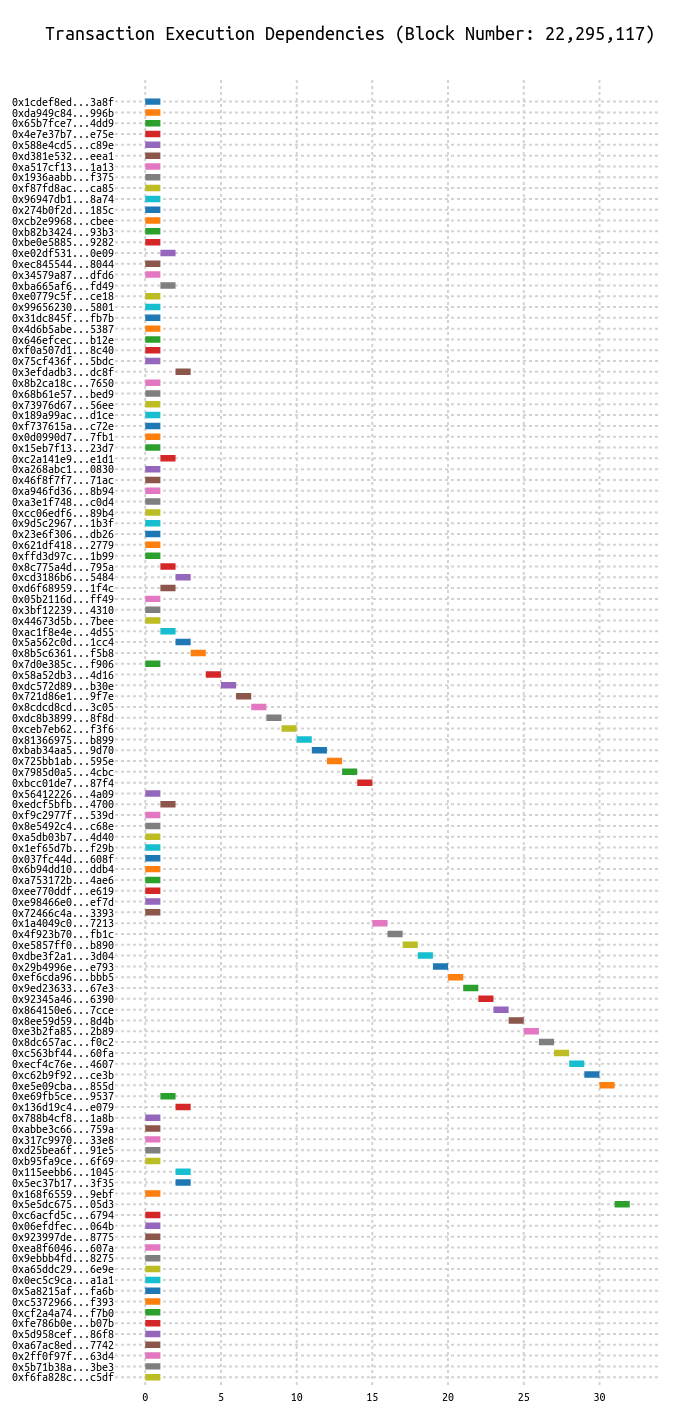 Transaction Execution Dependencies (Block Number: 22,295,117)
0x1cdef8ed...3a8f
0xda949c84...996b
0x65b7fce7...4dd9
0x4e7e37b7...e75e
0x588e4cd5...c89e
0xd381e532...eea1
0xa517cf13...1a13
0x1936aabb...f375
0xf87fd8ac...ca85
0x96947db1...8a74
0x274b0f2d...185c
0xcb2e9968...cbee
0xb82b3424...93b3
0xbe0e5885...9282
0xe02df531...0e09
0xec845544...8044
0x34579a87...dfd6
0xba665af6...fd49
0xe0779c5f...ce18
0x99656230...5801
0x31dc845f...fb7b
0x4d6b5abe...5387
0x646efcec...b12e
0xf0a507d1...8c40
0x75cf436f...5bdc
0x3efdadb3...dc8f
0x8b2ca18c...7650
0x68b61e57...bed9
0x73976d67...56ee
0x189a99ac...d1ce
0xf737615a...c72e
0x0d0990d7...7fb1
0x15eb7f13...23d7
0xc2a141e9...e1d1
0xa268abc1...0830
0x46f8f7f7...71ac
0xa946fd36...8b94
0xa3e1f748...c0d4
0xcc06edf6...89b4
0x9d5c2967...1b3f
0x23e6f306...db26
0x621df418...2779
0xffd3d97c...1b99
0x8c775a4d...795a
0xcd3186b6...5484
0xd6f68959...1f4c
0x05b2116d...ff49
0x3bf12239...4310
0x44673d5b...7bee
0xac1f8e4e...4d55
0x5a562c0d...1cc4
0x8b5c6361...f5b8
0x7d0e385c...f906
0x58a52db3...4d16
0xdc572d89...b30e
0x721d86e1...9f7e
0x8cdcd8cd...3c05
0xdc8b3899...8f8d
0xceb7eb62...f3f6
0x81366975...b899
0xbab34aa5...9d70
0x725bb1ab...595e
0x7985d0a5...4cbc
0xbcc01de7...87f4
0x56412226...4a09
0xedcf5bfb...4700
0xf9c2977f...539d
0x8e5492c4...c68e
0xa5db03b7...4d40
0x1ef65d7b...f29b
0x037fc44d...608f
0x6b94dd10...ddb4
0xa753172b...4ae6
0xee770ddf...e619
0xe98466e0...ef7d
0x72466c4a...3393
0x1a4049c0...7213
0x4f923b70...fb1c
0xe5857ff0...b890
0xdbe3f2a1...3d04
0x29b4996e...e793
0xef6cda96...bbb5
0x9ed23633...67e3
0x92345a46...6390
0x864150e6...7cce
0x8ee59d59...8d4b
0xe3b2fa85...2b89
0x8dc657ac...f0c2
0xc563bf44...60fa
0xecf4c76e...4607
0xc62b9f92...ce3b
0xe5e09cba...855d
0xe69fb5ce...9537
0x136d19c4...e079
0x788b4cf8...1a8b
0xabbe3c66...759a
0x317c9970...33e8
0xd25bea6f...91e5
0xb95fa9ce...6f69
0x115eebb6...1045
0x5ec37b17...3f35
0x168f6559...9ebf
0x5e5dc675...05d3
0xc6acfd5c...6794
0x06efdfec...064b
0x923997de...8775
0xea8f6046...607a
0x9ebbb4fd...8275
0xa65ddc29...6e9e
0x0ec5c9ca...a1a1
0x5a8215af...fa6b
0xc5372966...f393
0xcf2a4a74...f7b0
0xfe786b0e...b07b
0x5d958cef...86f8
0xa67ac8ed...7742
0x2ff0f97f...63d4
0x5b71b38a...3be3
0xf6fa828c...c5df
0 5 10 15 20 25 30